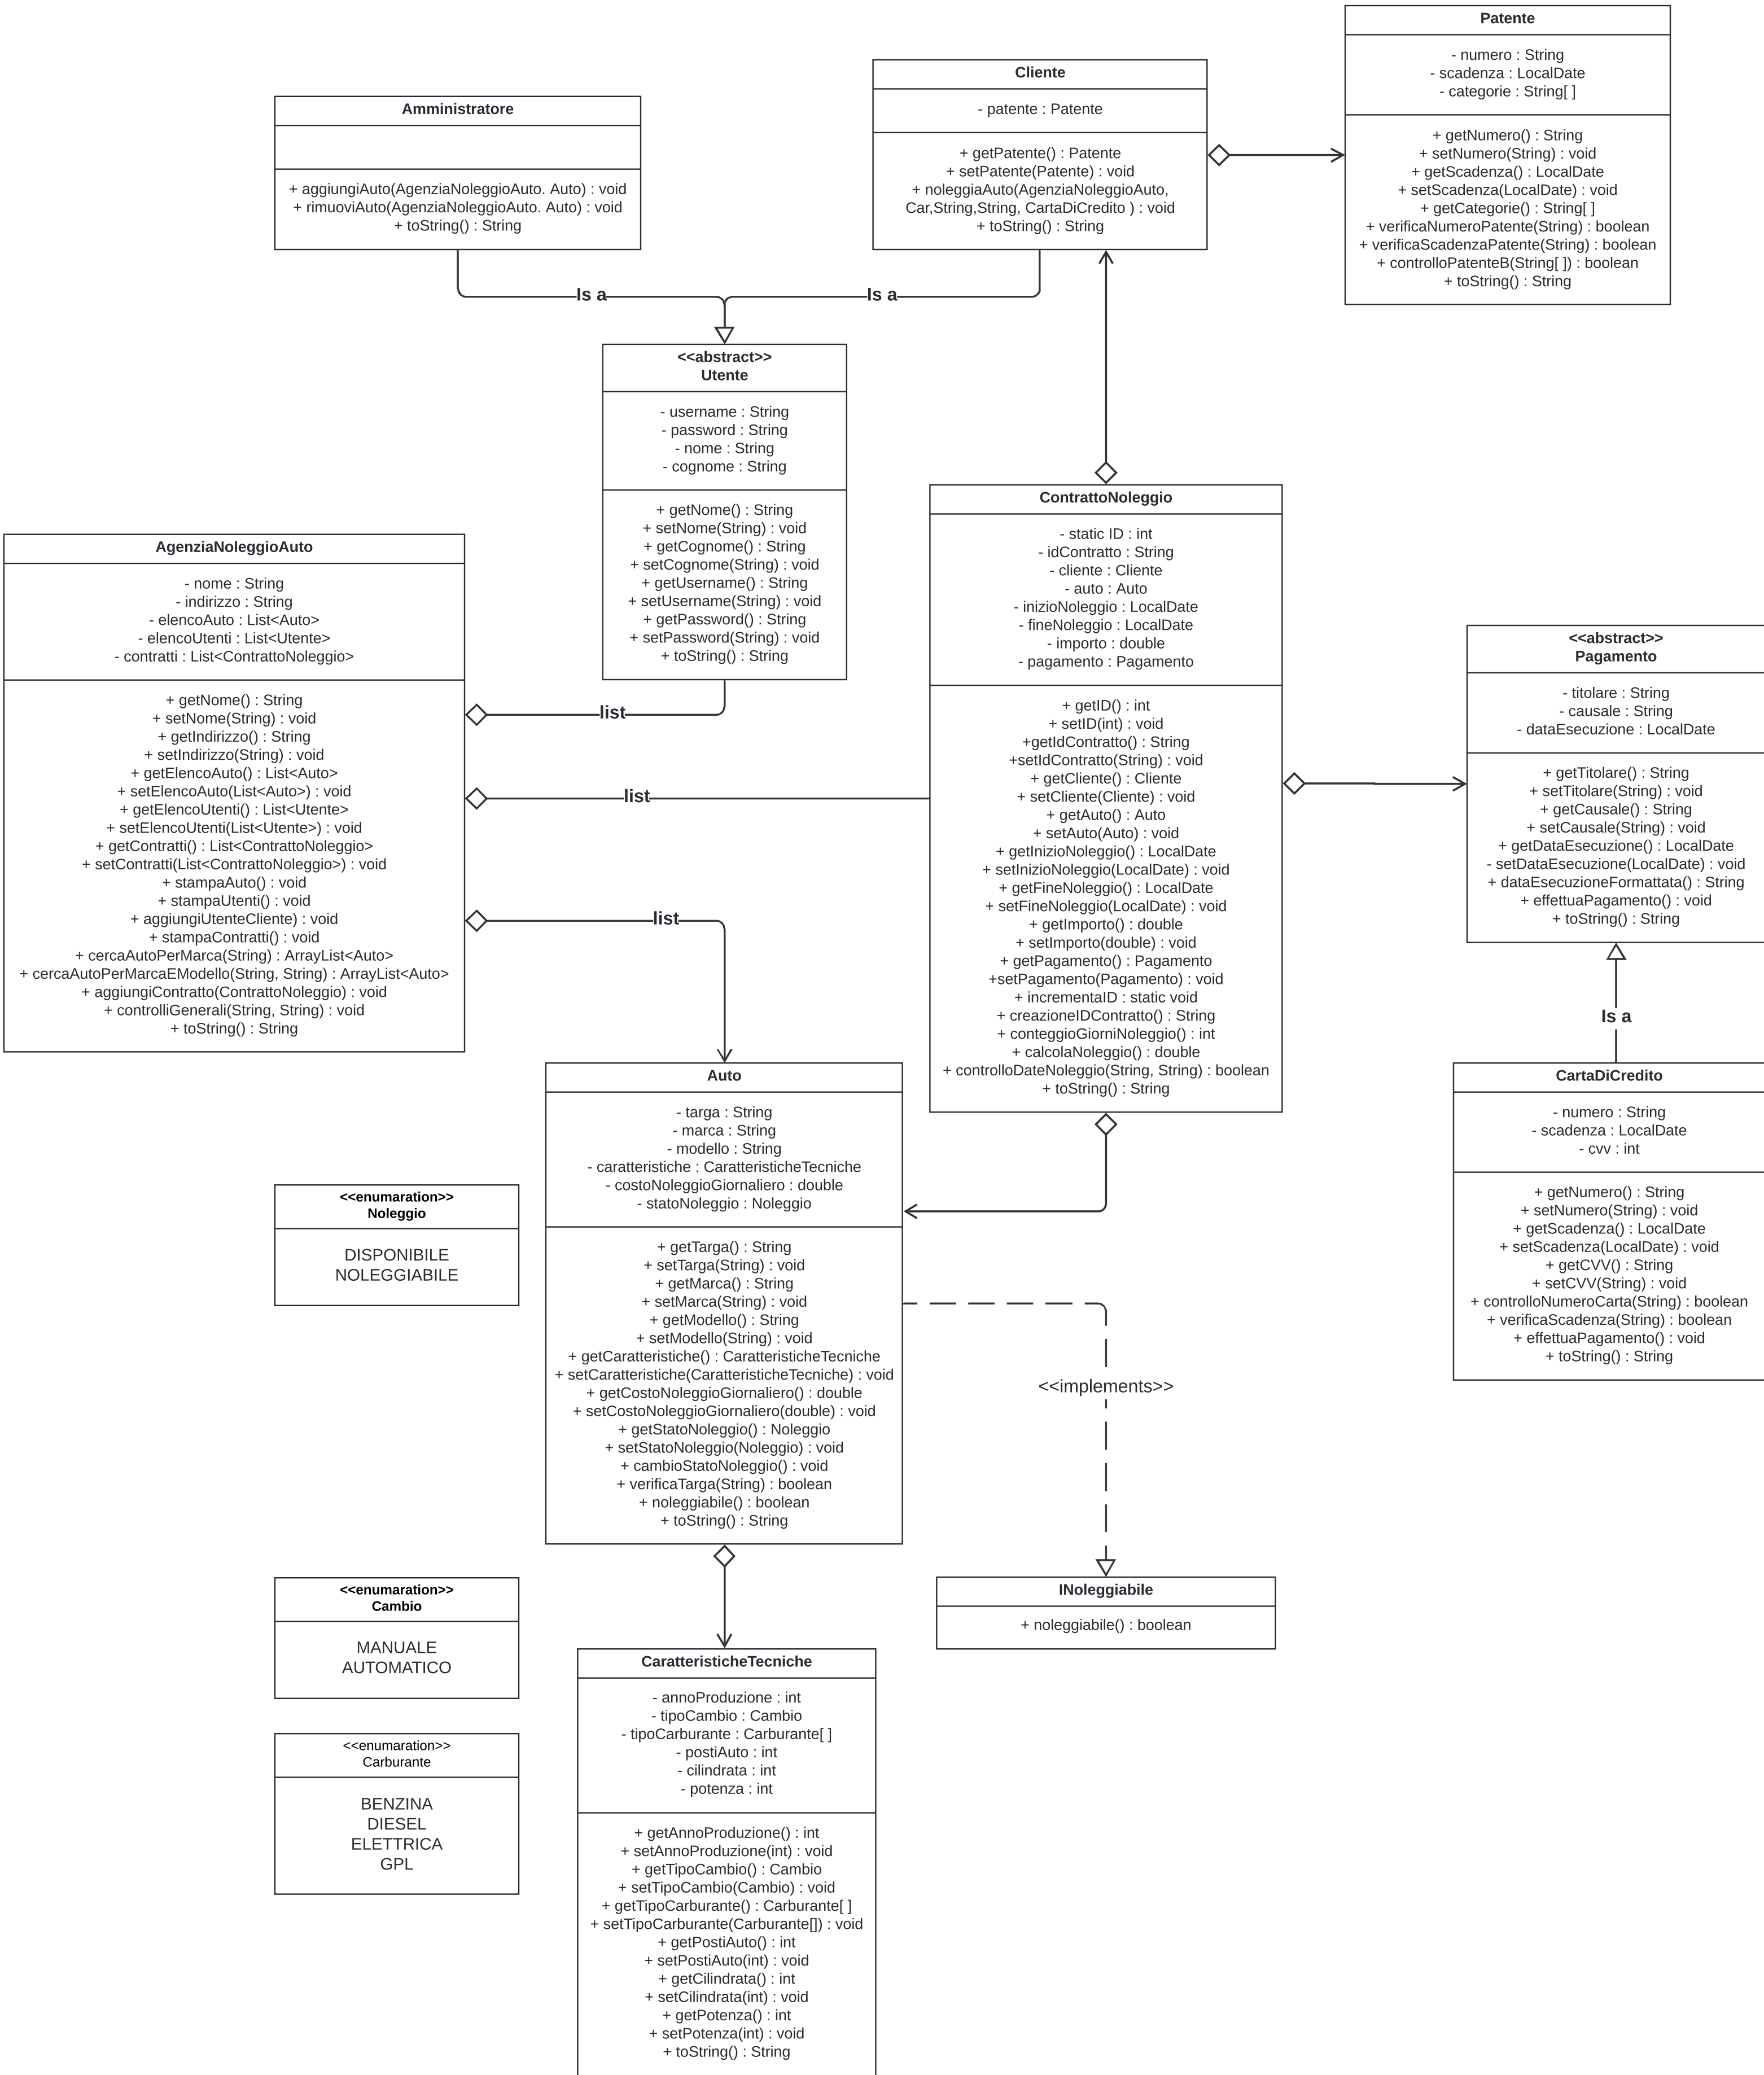 Patente
- numero : String
- scadenza : LocalDate
- categorie : String[ ]
+ getNumero() : String
+ setNumero(String) : void
+ getScadenza() : LocalDate
+ setScadenza(LocalDate) : void
+ getCategorie() : String[ ]
+ verificaNumeroPatente(String) : boolean
+ verificaScadenzaPatente(String) : boolean
+ controlloPatenteB(String[ ]) : boolean
+ toString() : String
Cliente
- patente : Patente
+ getPatente() : Patente
+ setPatente(Patente) : void
+ noleggiaAuto(AgenziaNoleggioAuto,
Car,String,String, CartaDiCredito ) : void
+ toString() : String
Amministratore
+ aggiungiAuto(AgenziaNoleggioAuto. Auto) : void
+ rimuoviAuto(AgenziaNoleggioAuto. Auto) : void
+ toString() : String
Is a
Is a
<<abstract>>
Utente
- username : String
- password : String
- nome : String
- cognome : String
+ getNome() : String
+ setNome(String) : void
+ getCognome() : String
+ setCognome(String) : void
+ getUsername() : String
+ setUsername(String) : void
+ getPassword() : String
+ setPassword(String) : void
+ toString() : String
AgenziaNoleggioAuto
- nome : String
- indirizzo : String
- elencoAuto : List<Auto>
- elencoUtenti : List<Utente>
- contratti : List<ContrattoNoleggio>
+ getNome() : String
+ setNome(String) : void
+ getIndirizzo() : String
+ setIndirizzo(String) : void
+ getElencoAuto() : List<Auto>
+ setElencoAuto(List<Auto>) : void
+ getElencoUtenti() : List<Utente>
+ setElencoUtenti(List<Utente>) : void
+ getContratti() : List<ContrattoNoleggio>
+ setContratti(List<ContrattoNoleggio>) : void
+ stampaAuto() : void
+ stampaUtenti() : void
+ aggiungiUtenteCliente) : void
+ stampaContratti() : void
+ cercaAutoPerMarca(String) : ArrayList<Auto>
+ cercaAutoPerMarcaEModello(String, String) : ArrayList<Auto>
+ aggiungiContratto(ContrattoNoleggio) : void
+ controlliGenerali(String, String) : void
+ toString() : String
list
list
list
ContrattoNoleggio
- static ID : int
- idContratto : String
- cliente : Cliente
- auto : Auto
- inizioNoleggio : LocalDate
- fineNoleggio : LocalDate
- importo : double
- pagamento : Pagamento
+ getID() : int
+ setID(int) : void
+getIdContratto() : String
+setIdContratto(String) : void
+ getCliente() : Cliente
+ setCliente(Cliente) : void
+ getAuto() : Auto
+ setAuto(Auto) : void
+ getInizioNoleggio() : LocalDate
+ setInizioNoleggio(LocalDate) : void
+ getFineNoleggio() : LocalDate
+ setFineNoleggio(LocalDate) : void
+ getImporto() : double
+ setImporto(double) : void
+ getPagamento() : Pagamento
+setPagamento(Pagamento) : void
+ incrementaID : static void
+ creazioneIDContratto() : String
+ conteggioGiorniNoleggio() : int
+ calcolaNoleggio() : double
+ controlloDateNoleggio(String, String) : boolean
+ toString() : String
<<abstract>>
Pagamento
- titolare : String
- causale : String
- dataEsecuzione : LocalDate
+ getTitolare() : String
+ setTitolare(String) : void
+ getCausale() : String
+ setCausale(String) : void
+ getDataEsecuzione() : LocalDate
- setDataEsecuzione(LocalDate) : void
+ dataEsecuzioneFormattata() : String
+ effettuaPagamento() : void
+ toString() : String
Is a
CartaDiCredito
- numero : String
- scadenza : LocalDate
- cvv : int
+ getNumero() : String
+ setNumero(String) : void
+ getScadenza() : LocalDate
+ setScadenza(LocalDate) : void
+ getCVV() : String
+ setCVV(String) : void
+ controlloNumeroCarta(String) : boolean
+ verificaScadenza(String) : boolean
+ effettuaPagamento() : void
+ toString() : String
Auto
- targa : String
- marca : String
- modello : String
- caratteristiche : CaratteristicheTecniche
- costoNoleggioGiornaliero : double
- statoNoleggio : Noleggio
+ getTarga() : String
+ setTarga(String) : void
+ getMarca() : String
+ setMarca(String) : void
+ getModello() : String
+ setModello(String) : void
+ getCaratteristiche() : CaratteristicheTecniche
+ setCaratteristiche(CaratteristicheTecniche) : void
+ getCostoNoleggioGiornaliero() : double
+ setCostoNoleggioGiornaliero(double) : void
+ getStatoNoleggio() : Noleggio
+ setStatoNoleggio(Noleggio) : void
+ cambioStatoNoleggio() : void
+ verificaTarga(String) : boolean
+ noleggiabile() : boolean
+ toString() : String
<<enumaration>>
Noleggio
DISPONIBILE
NOLEGGIABILE
<<implements>>
INoleggiabile
+ noleggiabile() : boolean
<<enumaration>>
Cambio
MANUALE
AUTOMATICO
<<enumaration>>
Carburante
BENZINA
DIESEL
ELETTRICA
GPL
CaratteristicheTecniche
- annoProduzione : int
- tipoCambio : Cambio
- tipoCarburante : Carburante[ ]
- postiAuto : int
- cilindrata : int
- potenza : int
+ getAnnoProduzione() : int
+ setAnnoProduzione(int) : void
+ getTipoCambio() : Cambio
+ setTipoCambio(Cambio) : void
+ getTipoCarburante() : Carburante[ ]
+ setTipoCarburante(Carburante[]) : void
+ getPostiAuto() : int
+ setPostiAuto(int) : void
+ getCilindrata() : int
+ setCilindrata(int) : void
+ getPotenza() : int
+ setPotenza(int) : void
+ toString() : String